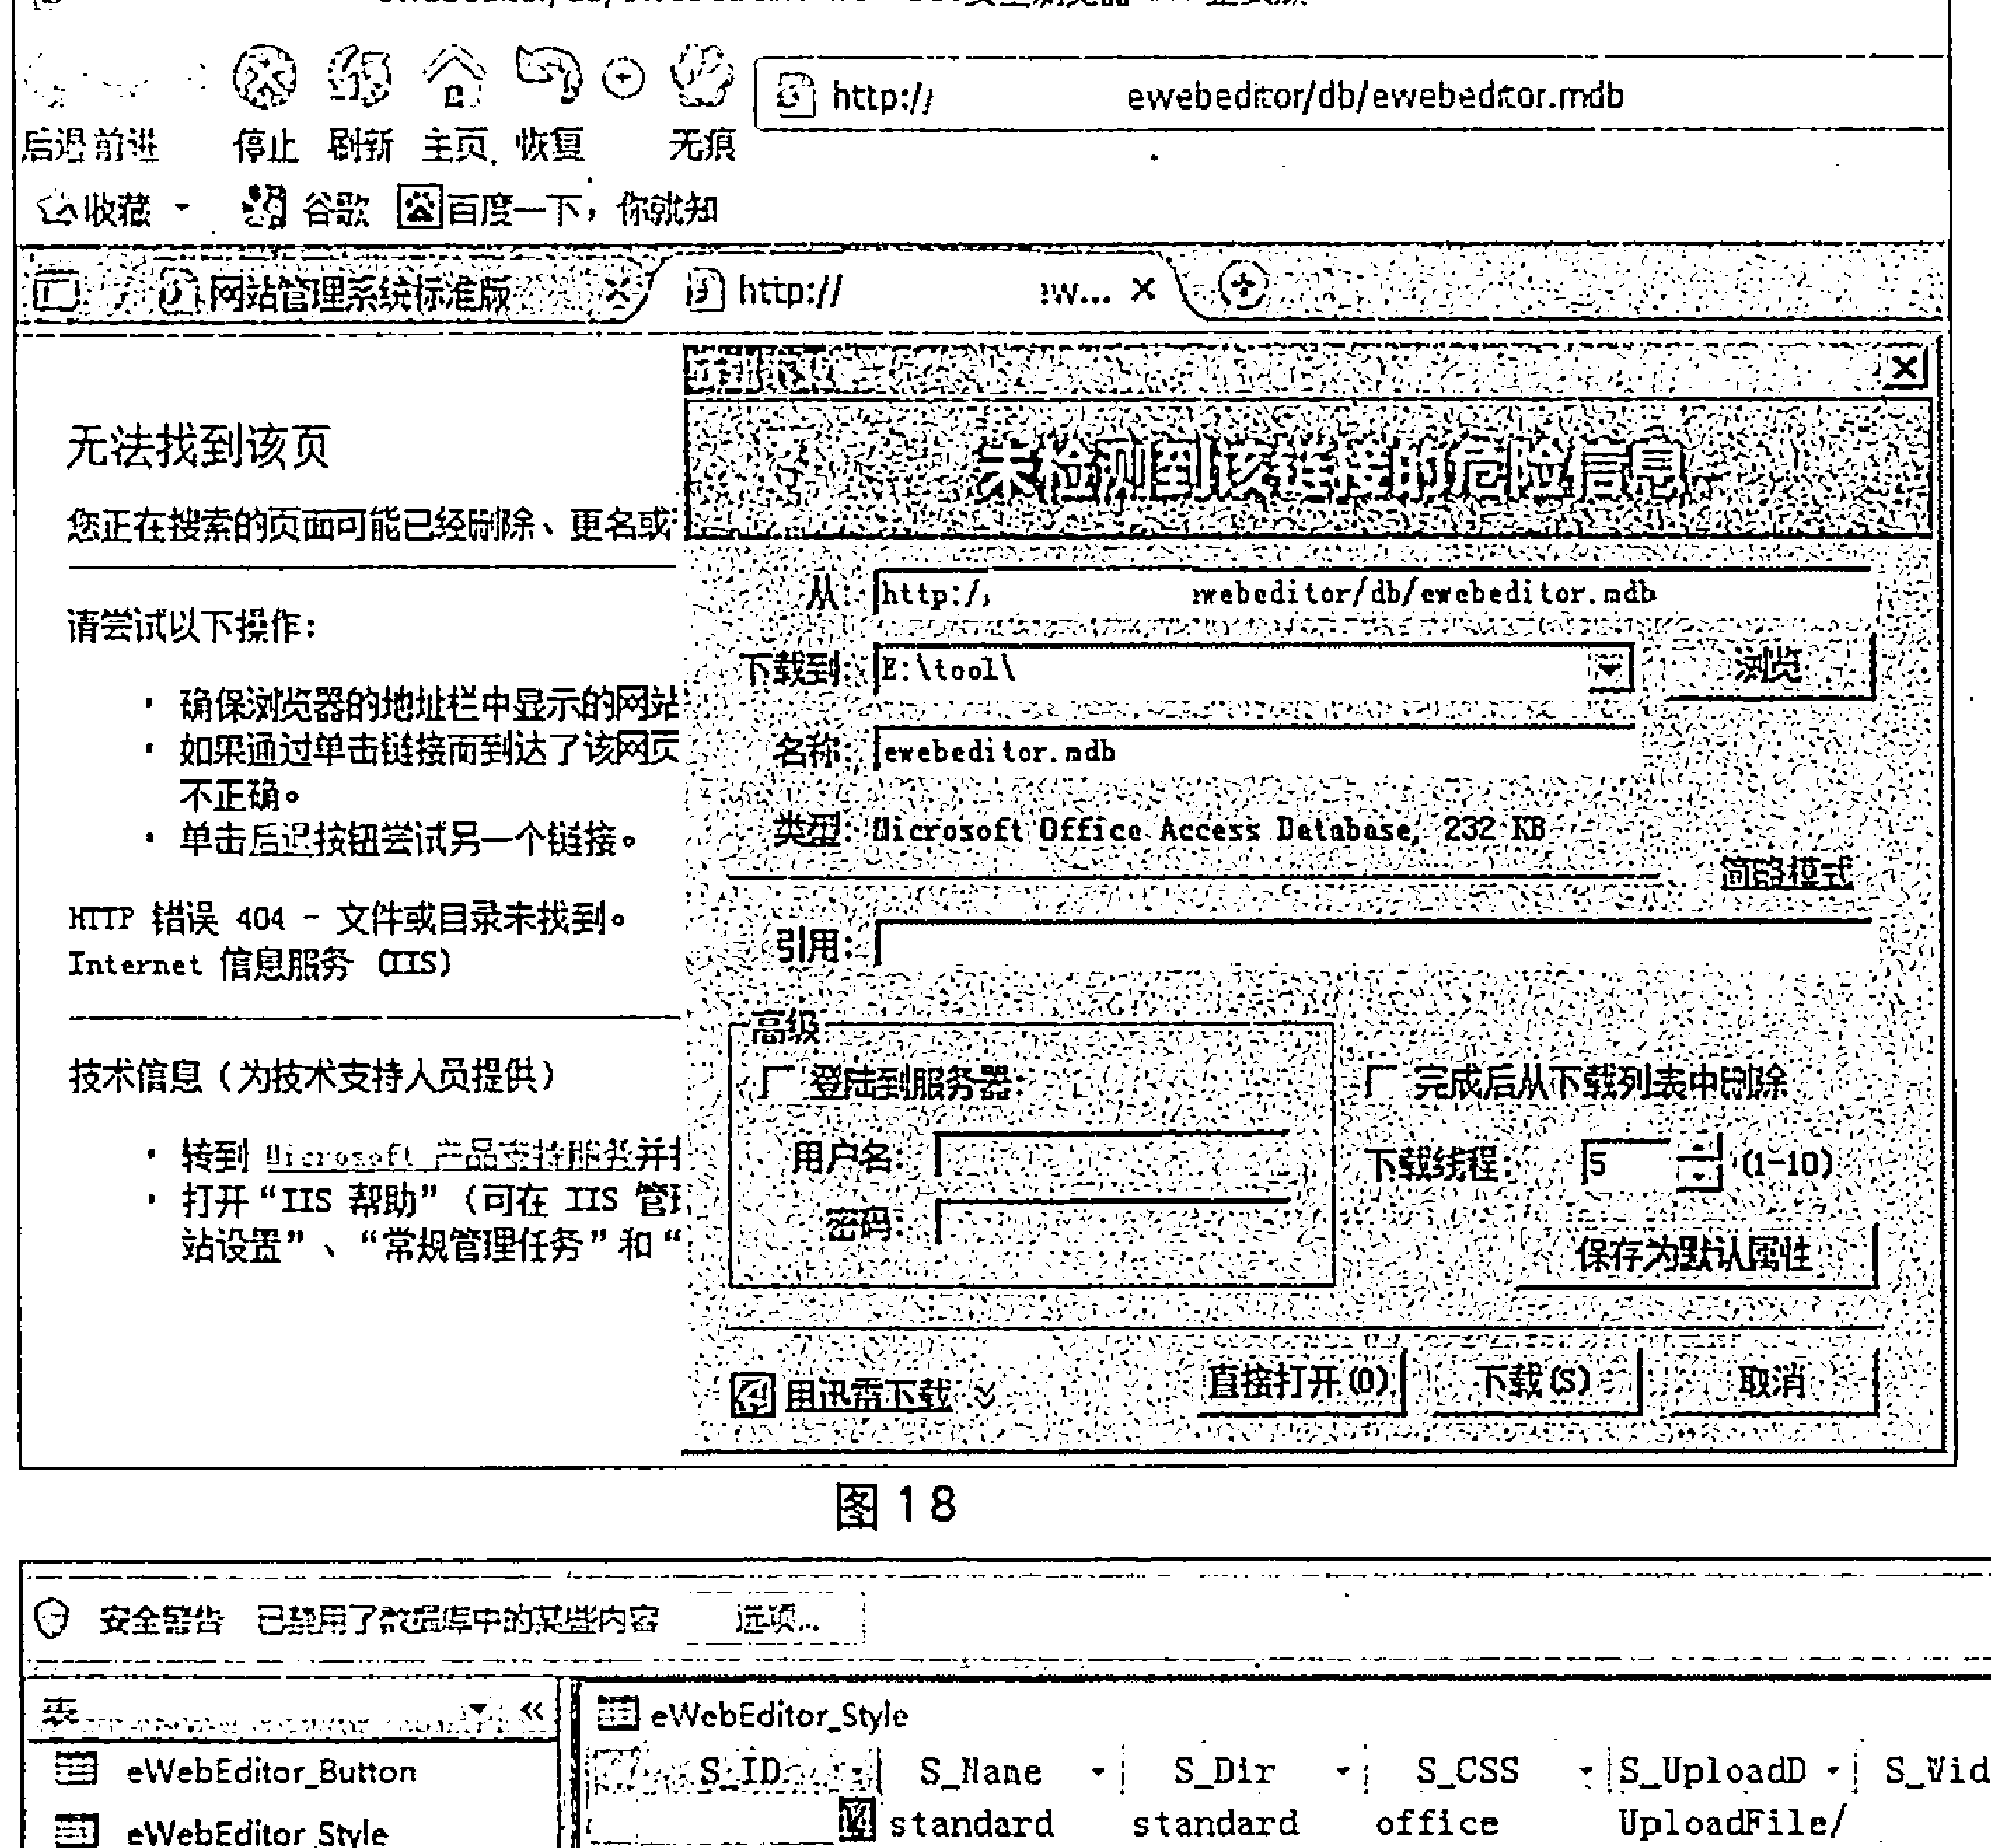 http:// ewebeditor/db/ewebeditor.mdb
后退 前进 停止 刷新 主页 恢复 无痕
收藏 谷歌 百度一下，你就知
网站管理系统标准版 http:// ew...
未检测到该链接的危险信息
无法找到该页
您正在搜索的页面可能已经删除、更名或
请尝试以下操作：
· 确保浏览器的地址栏中显示的网站
· 如果通过单击链接而到达了该网页
不正确。
· 单击后退按钮尝试另一个链接。
HTTP 错误 404 - 文件或目录未找到。
Internet 信息服务 (IIS)
技术信息（为技术支持人员提供）
· 转到 Microsoft 产品支持服务并
· 打开“IIS 帮助”（可在 IIS 管理
站设置”、“常规管理任务”和“
从: http:/ webeditor/db/ewebeditor.mdb
下载到: E:\tool\ 浏览
名称: ewebeditor.mdb
类型: Microsoft Office Access Database, 232 KB
简略模式
引用:
高级
登陆到服务器: 完成后从下载列表中删除
用户名: 下载线程: 5 (1-10)
密码: 保存为默认属性
用迅雷下载 直接打开(O) 下载(S) 取消
图 18
安全警告 已禁用了数据库中的某些内容 选项...
表 «
eWebEditor_Button
eWebEditor_Style
eWebEditor_Style
S_ID S_Name S_Dir S_CSS S_UploadD S_Wid
standard standard office UploadFile/